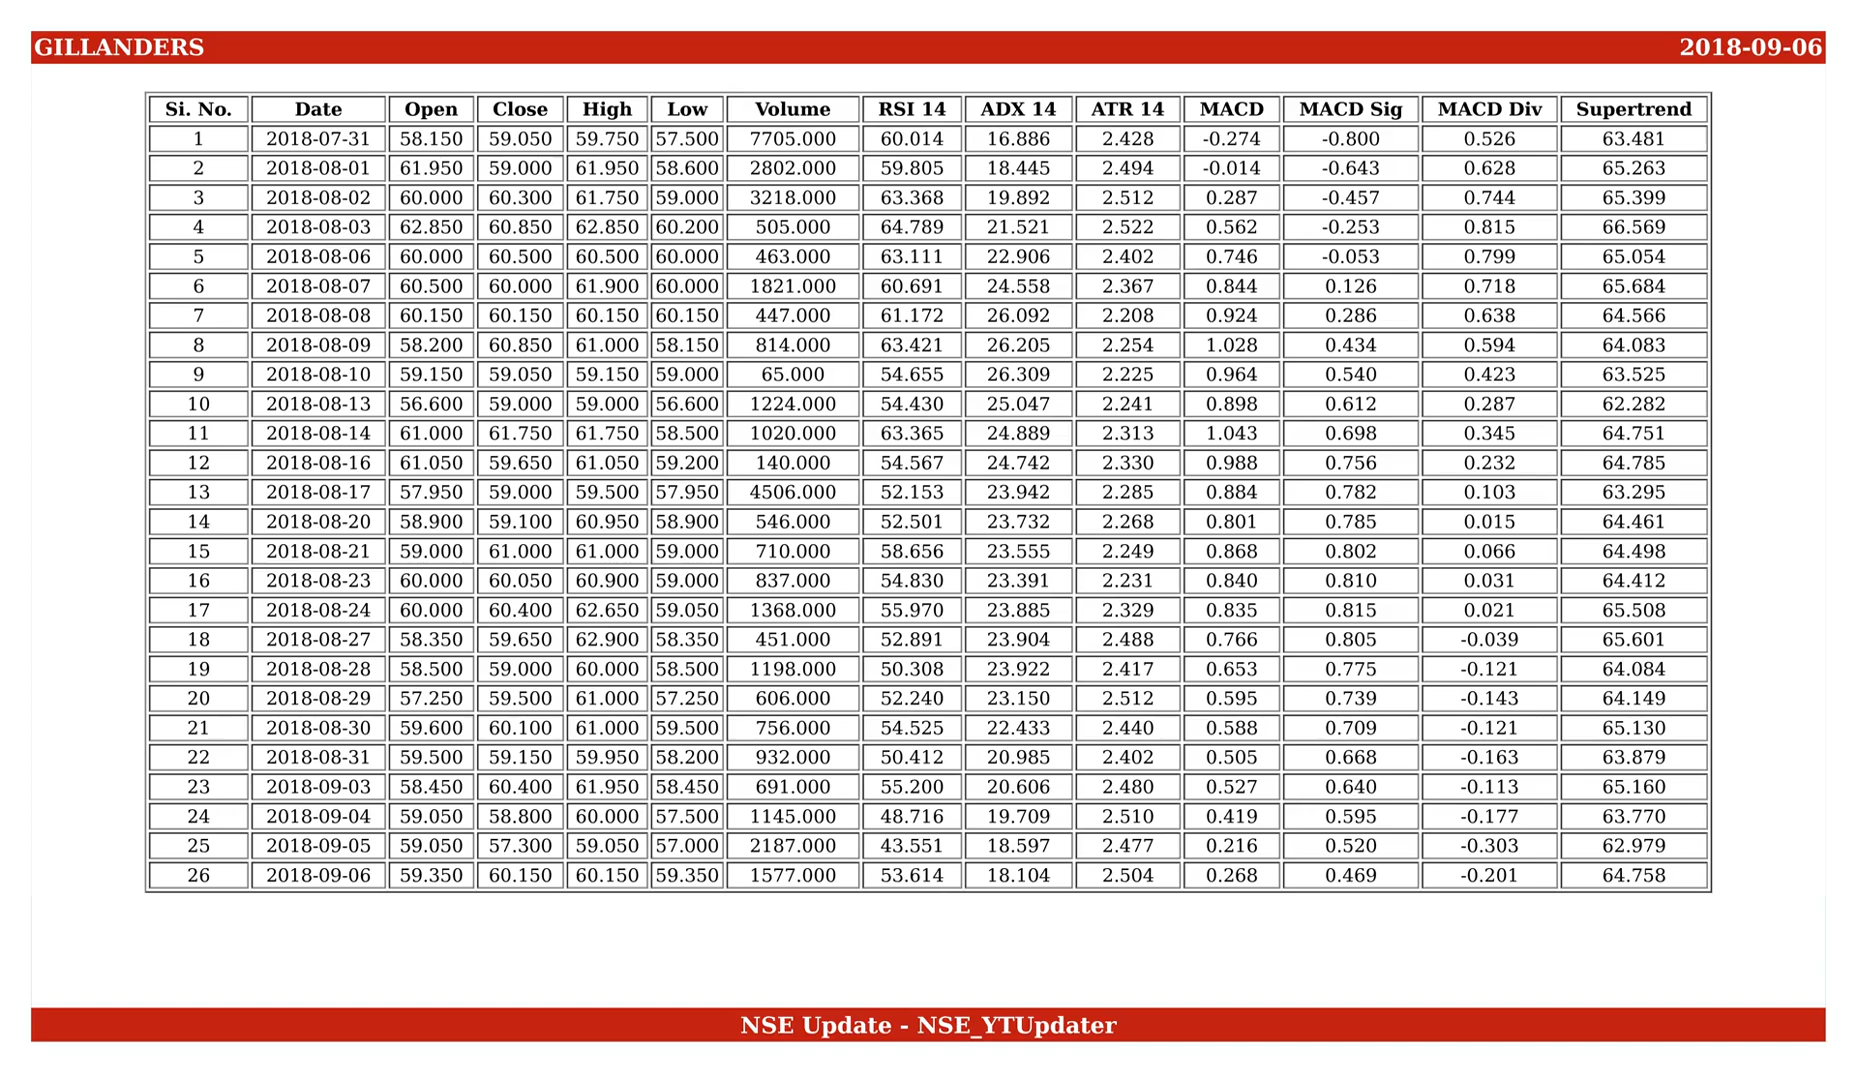 GILLANDERS 2018-09-06
Si. No. Date Open Close High Low Volume RSI 14 ADX 14 ATR 14 MACD MACD Sig MACD Div Supertrend
1 2018-07-31 58.150 59.050 59.750 57.500 7705.000 60.014 16.886 2.428 -0.274 -0.800 0.526 63.481
2 2018-08-01 61.950 59.000 61.950 58.600 2802.000 59.805 18.445 2.494 -0.014 -0.643 0.628 65.263
3 2018-08-02 60.000 60.300 61.750 59.000 3218.000 63.368 19.892 2.512 0.287 -0.457 0.744 65.399
4 2018-08-03 62.850 60.850 62.850 60.200 505.000 64.789 21.521 2.522 0.562 -0.253 0.815 66.569
5 2018-08-06 60.000 60.500 60.500 60.000 463.000 63.111 22.906 2.402 0.746 -0.053 0.799 65.054
6 2018-08-07 60.500 60.000 61.900 60.000 1821.000 60.691 24.558 2.367 0.844 0.126 0.718 65.684
7 2018-08-08 60.150 60.150 60.150 60.150 447.000 61.172 26.092 2.208 0.924 0.286 0.638 64.566
8 2018-08-09 58.200 60.850 61.000 58.150 814.000 63.421 26.205 2.254 1.028 0.434 0.594 64.083
9 2018-08-10 59.150 59.050 59.150 59.000 65.000 54.655 26.309 2.225 0.964 0.540 0.423 63.525
10 2018-08-13 56.600 59.000 59.000 56.600 1224.000 54.430 25.047 2.241 0.898 0.612 0.287 62.282
11 2018-08-14 61.000 61.750 61.750 58.500 1020.000 63.365 24.889 2.313 1.043 0.698 0.345 64.751
12 2018-08-16 61.050 59.650 61.050 59.200 140.000 54.567 24.742 2.330 0.988 0.756 0.232 64.785
13 2018-08-17 57.950 59.000 59.500 57.950 4506.000 52.153 23.942 2.285 0.884 0.782 0.103 63.295
14 2018-08-20 58.900 59.100 60.950 58.900 546.000 52.501 23.732 2.268 0.801 0.785 0.015 64.461
15 2018-08-21 59.000 61.000 61.000 59.000 710.000 58.656 23.555 2.249 0.868 0.802 0.066 64.498
16 2018-08-23 60.000 60.050 60.900 59.000 837.000 54.830 23.391 2.231 0.840 0.810 0.031 64.412
17 2018-08-24 60.000 60.400 62.650 59.050 1368.000 55.970 23.885 2.329 0.835 0.815 0.021 65.508
18 2018-08-27 58.350 59.650 62.900 58.350 451.000 52.891 23.904 2.488 0.766 0.805 -0.039 65.601
19 2018-08-28 58.500 59.000 60.000 58.500 1198.000 50.308 23.922 2.417 0.653 0.775 -0.121 64.084
20 2018-08-29 57.250 59.500 61.000 57.250 606.000 52.240 23.150 2.512 0.595 0.739 -0.143 64.149
21 2018-08-30 59.600 60.100 61.000 59.500 756.000 54.525 22.433 2.440 0.588 0.709 -0.121 65.130
22 2018-08-31 59.500 59.150 59.950 58.200 932.000 50.412 20.985 2.402 0.505 0.668 -0.163 63.879
23 2018-09-03 58.450 60.400 61.950 58.450 691.000 55.200 20.606 2.480 0.527 0.640 -0.113 65.160
24 2018-09-04 59.050 58.800 60.000 57.500 1145.000 48.716 19.709 2.510 0.419 0.595 -0.177 63.770
25 2018-09-05 59.050 57.300 59.050 57.000 2187.000 43.551 18.597 2.477 0.216 0.520 -0.303 62.979
26 2018-09-06 59.350 60.150 60.150 59.350 1577.000 53.614 18.104 2.504 0.268 0.469 -0.201 64.758
NSE Update - NSE_YTUpdater